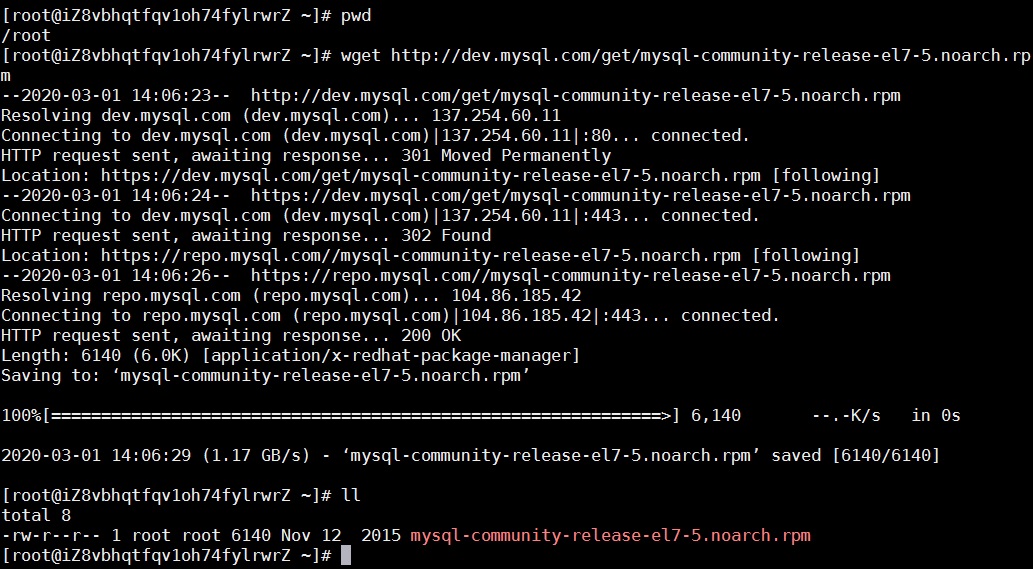 [root@iZ8vbhqtfqv1oh74fylrwrZ ~]# pwd
/root
[root@iZ8vbhqtfqv1oh74fylrwrZ ~]# wget http://dev.mysql.com/get/mysql-community-release-el7-5.noarch.rp
m
--2020-03-01 14:06:23--  http://dev.mysql.com/get/mysql-community-release-el7-5.noarch.rpm
Resolving dev.mysql.com (dev.mysql.com)... 137.254.60.11
Connecting to dev.mysql.com (dev.mysql.com)|137.254.60.11|:80... connected.
HTTP request sent, awaiting response... 301 Moved Permanently
Location: https://dev.mysql.com/get/mysql-community-release-el7-5.noarch.rpm [following]
--2020-03-01 14:06:24--  https://dev.mysql.com/get/mysql-community-release-el7-5.noarch.rpm
Connecting to dev.mysql.com (dev.mysql.com)|137.254.60.11|:443... connected.
HTTP request sent, awaiting response... 302 Found
Location: https://repo.mysql.com//mysql-community-release-el7-5.noarch.rpm [following]
--2020-03-01 14:06:26--  https://repo.mysql.com//mysql-community-release-el7-5.noarch.rpm
Resolving repo.mysql.com (repo.mysql.com)... 104.86.185.42
Connecting to repo.mysql.com (repo.mysql.com)|104.86.185.42|:443... connected.
HTTP request sent, awaiting response... 200 OK
Length: 6140 (6.0K) [application/x-redhat-package-manager]
Saving to: ‘mysql-community-release-el7-5.noarch.rpm’
100%[=============================================================>] 6,140       --.-K/s   in 0s
2020-03-01 14:06:29 (1.17 GB/s) - ‘mysql-community-release-el7-5.noarch.rpm’ saved [6140/6140]
[root@iZ8vbhqtfqv1oh74fylrwrZ ~]# ll
total 8
-rw-r--r-- 1 root root 6140 Nov 12  2015 mysql-community-release-el7-5.noarch.rpm
[root@iZ8vbhqtfqv1oh74fylrwrZ ~]#